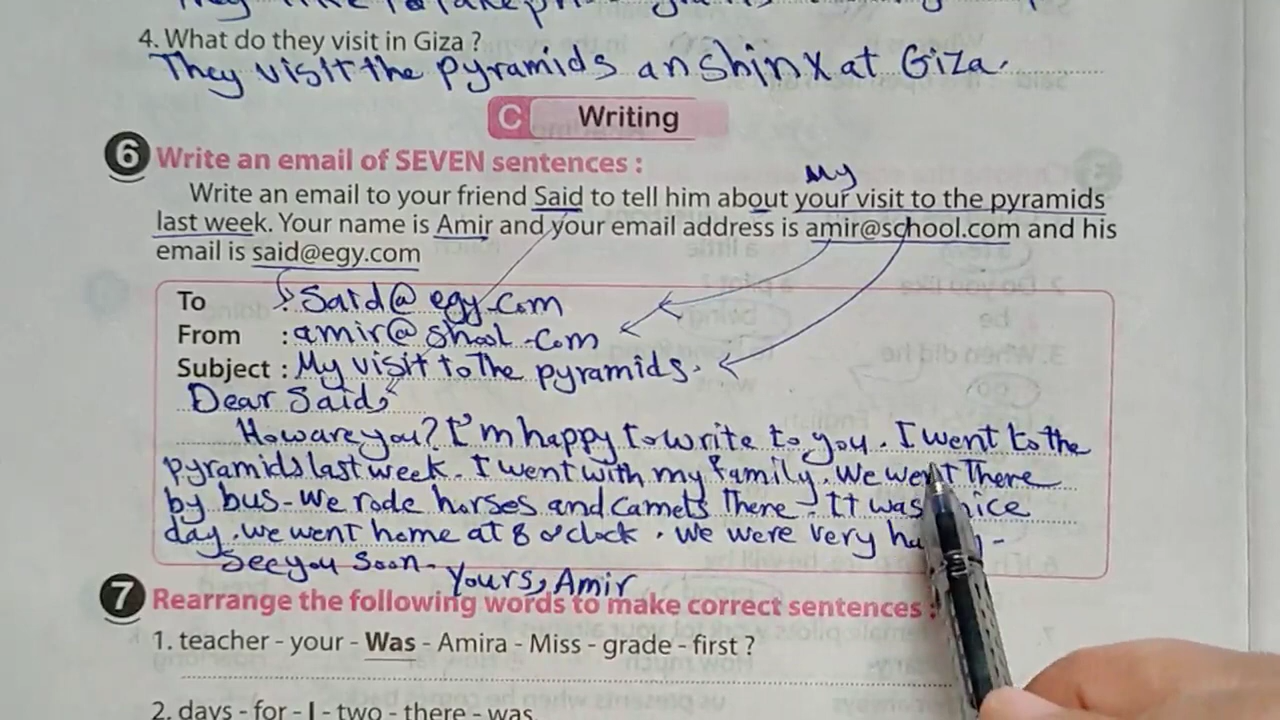 4. What do they visit in Giza ?
They visit the pyramids an shinx at Giza.
C Writing
6 Write an email of SEVEN sentences :
My
Write an email to your friend Said to tell him about your visit to the pyramids
last week. Your name is Amir and your email address is amir@school.com and his
email is said@egy.com
To : Said@egy.com
From : amir@shool.com
Subject : My visit to The pyramids.
Dear Said,
How are you? I'm happy to write to you. I went to the
pyramids last week. I went with my family. We went There
by bus. We rode horses and camels There. It was nice
day. we went home at 8 o'clock. we were very
See you soon. Yours, Amir
7 Rearrange the following words to make correct sentences :
1. teacher - your - Was - Amira - Miss - grade - first ?
2. days - for - I - two - there - was.